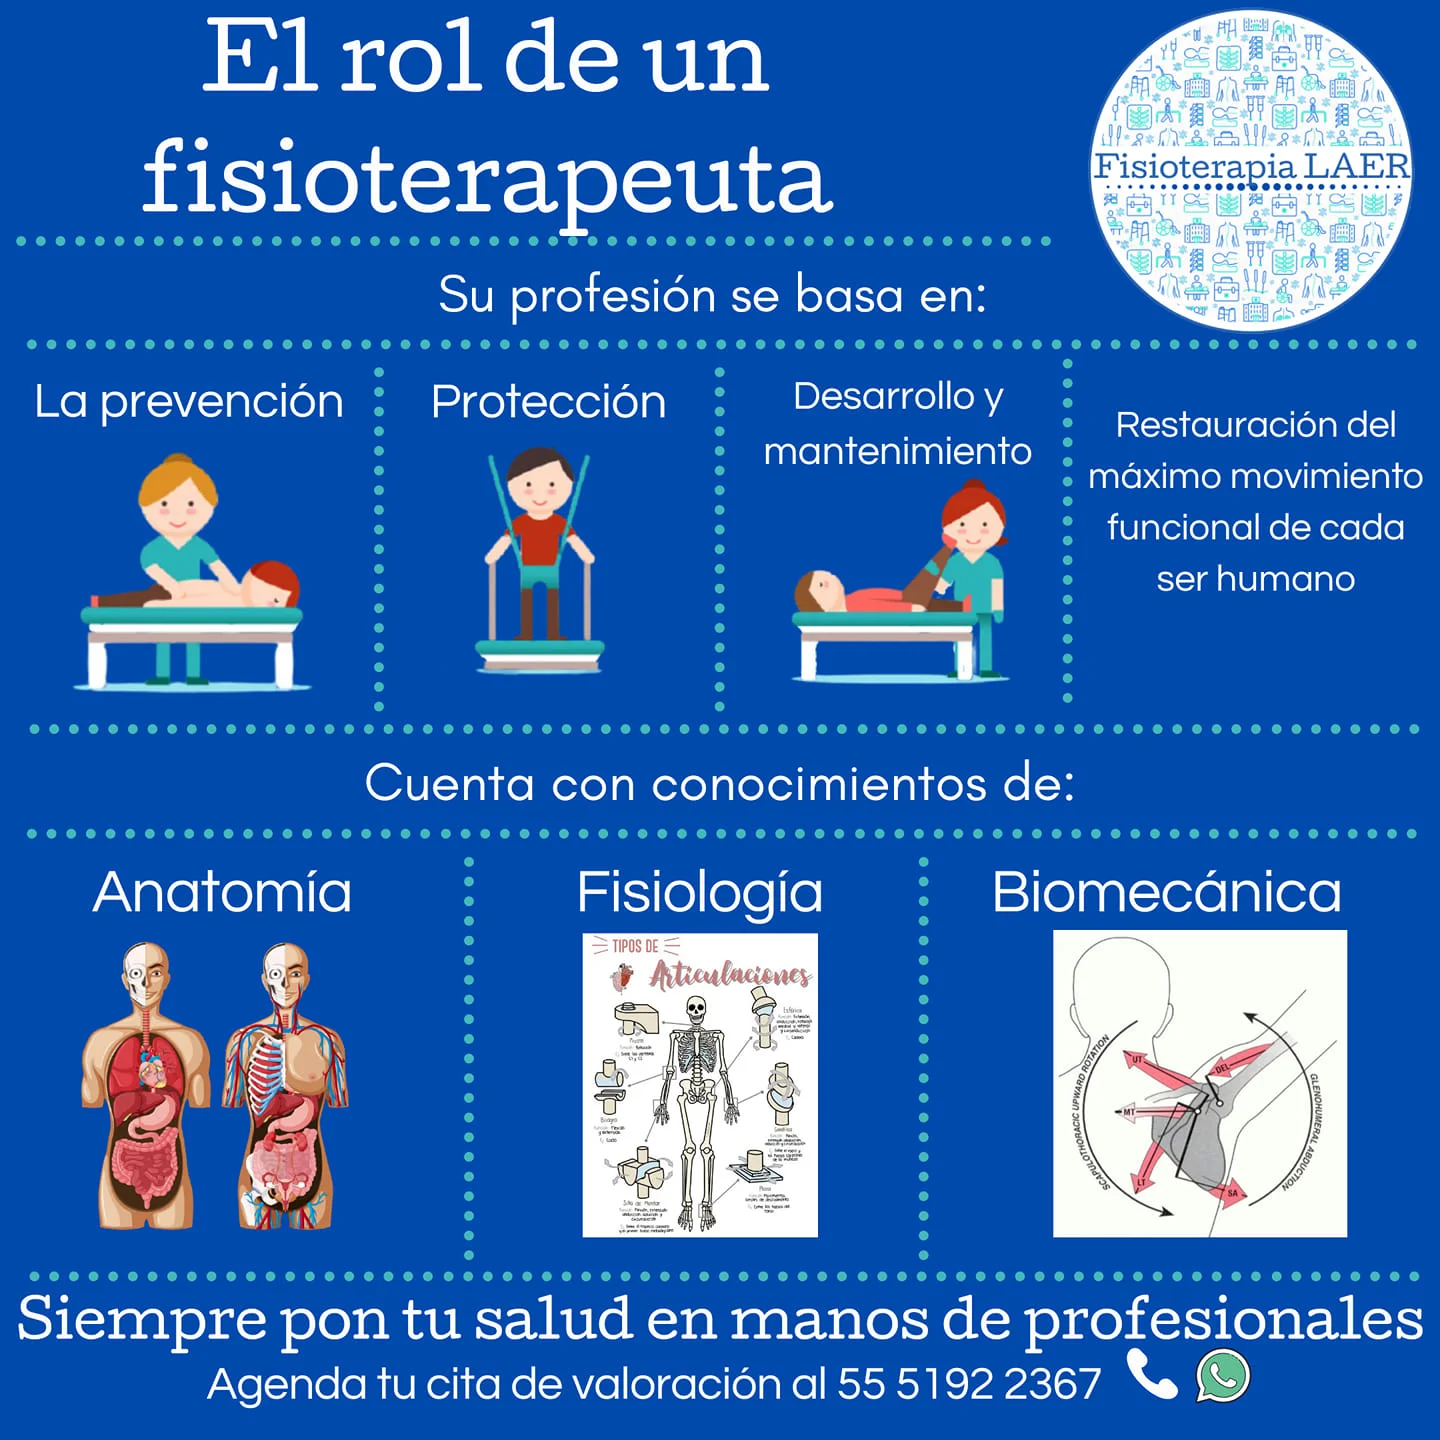 El rol de un
fisioterapeuta
Fisioterapia LAER
Su profesión se basa en:
La prevención
Protección
Desarrollo y
mantenimiento
Restauración del
máximo movimiento
funcional de cada
ser humano
Cuenta con conocimientos de:
Anatomía
Fisiología
TIPOS DE
Articulaciones
Biomecánica
SCAPULOTHORACIC UPWARD ROTATION
UT
MT
LT
DEL
SA
GLENOHUMERAL ABDUCTION
Siempre pon tu salud en manos de profesionales
Agenda tu cita de valoración al 55 5192 2367